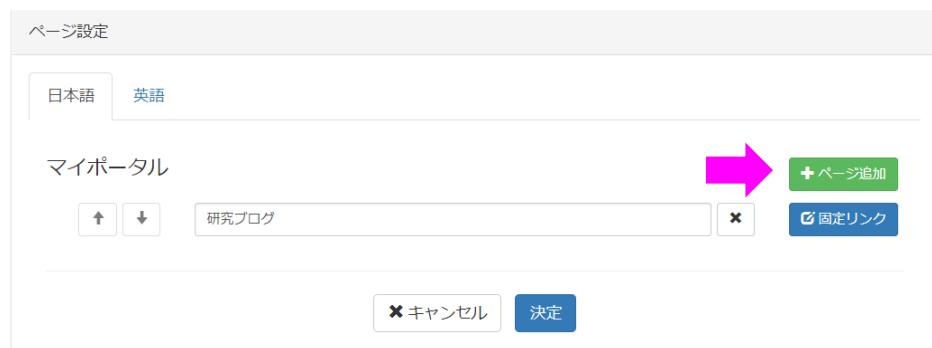 ページ設定
日本語 英語
マイポータル
ページ追加
研究ブログ
固定リンク
キャンセル 決定